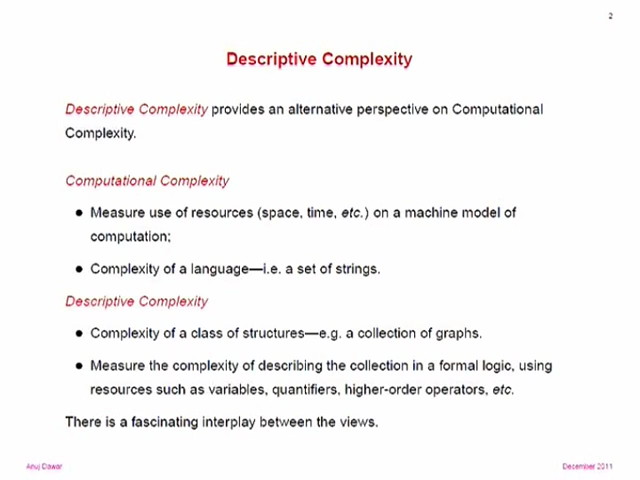 2
Descriptive Complexity
Descriptive Complexity provides an alternative perspective on Computational
Complexity.
Computational Complexity
● Measure use of resources (space, time, etc.) on a machine model of
computation;
● Complexity of a language—i.e. a set of strings.
Descriptive Complexity
● Complexity of a class of structures—e.g. a collection of graphs.
● Measure the complexity of describing the collection in a formal logic, using
resources such as variables, quantifiers, higher-order operators, etc.
There is a fascinating interplay between the views.
Anuj Dawar
December 2011